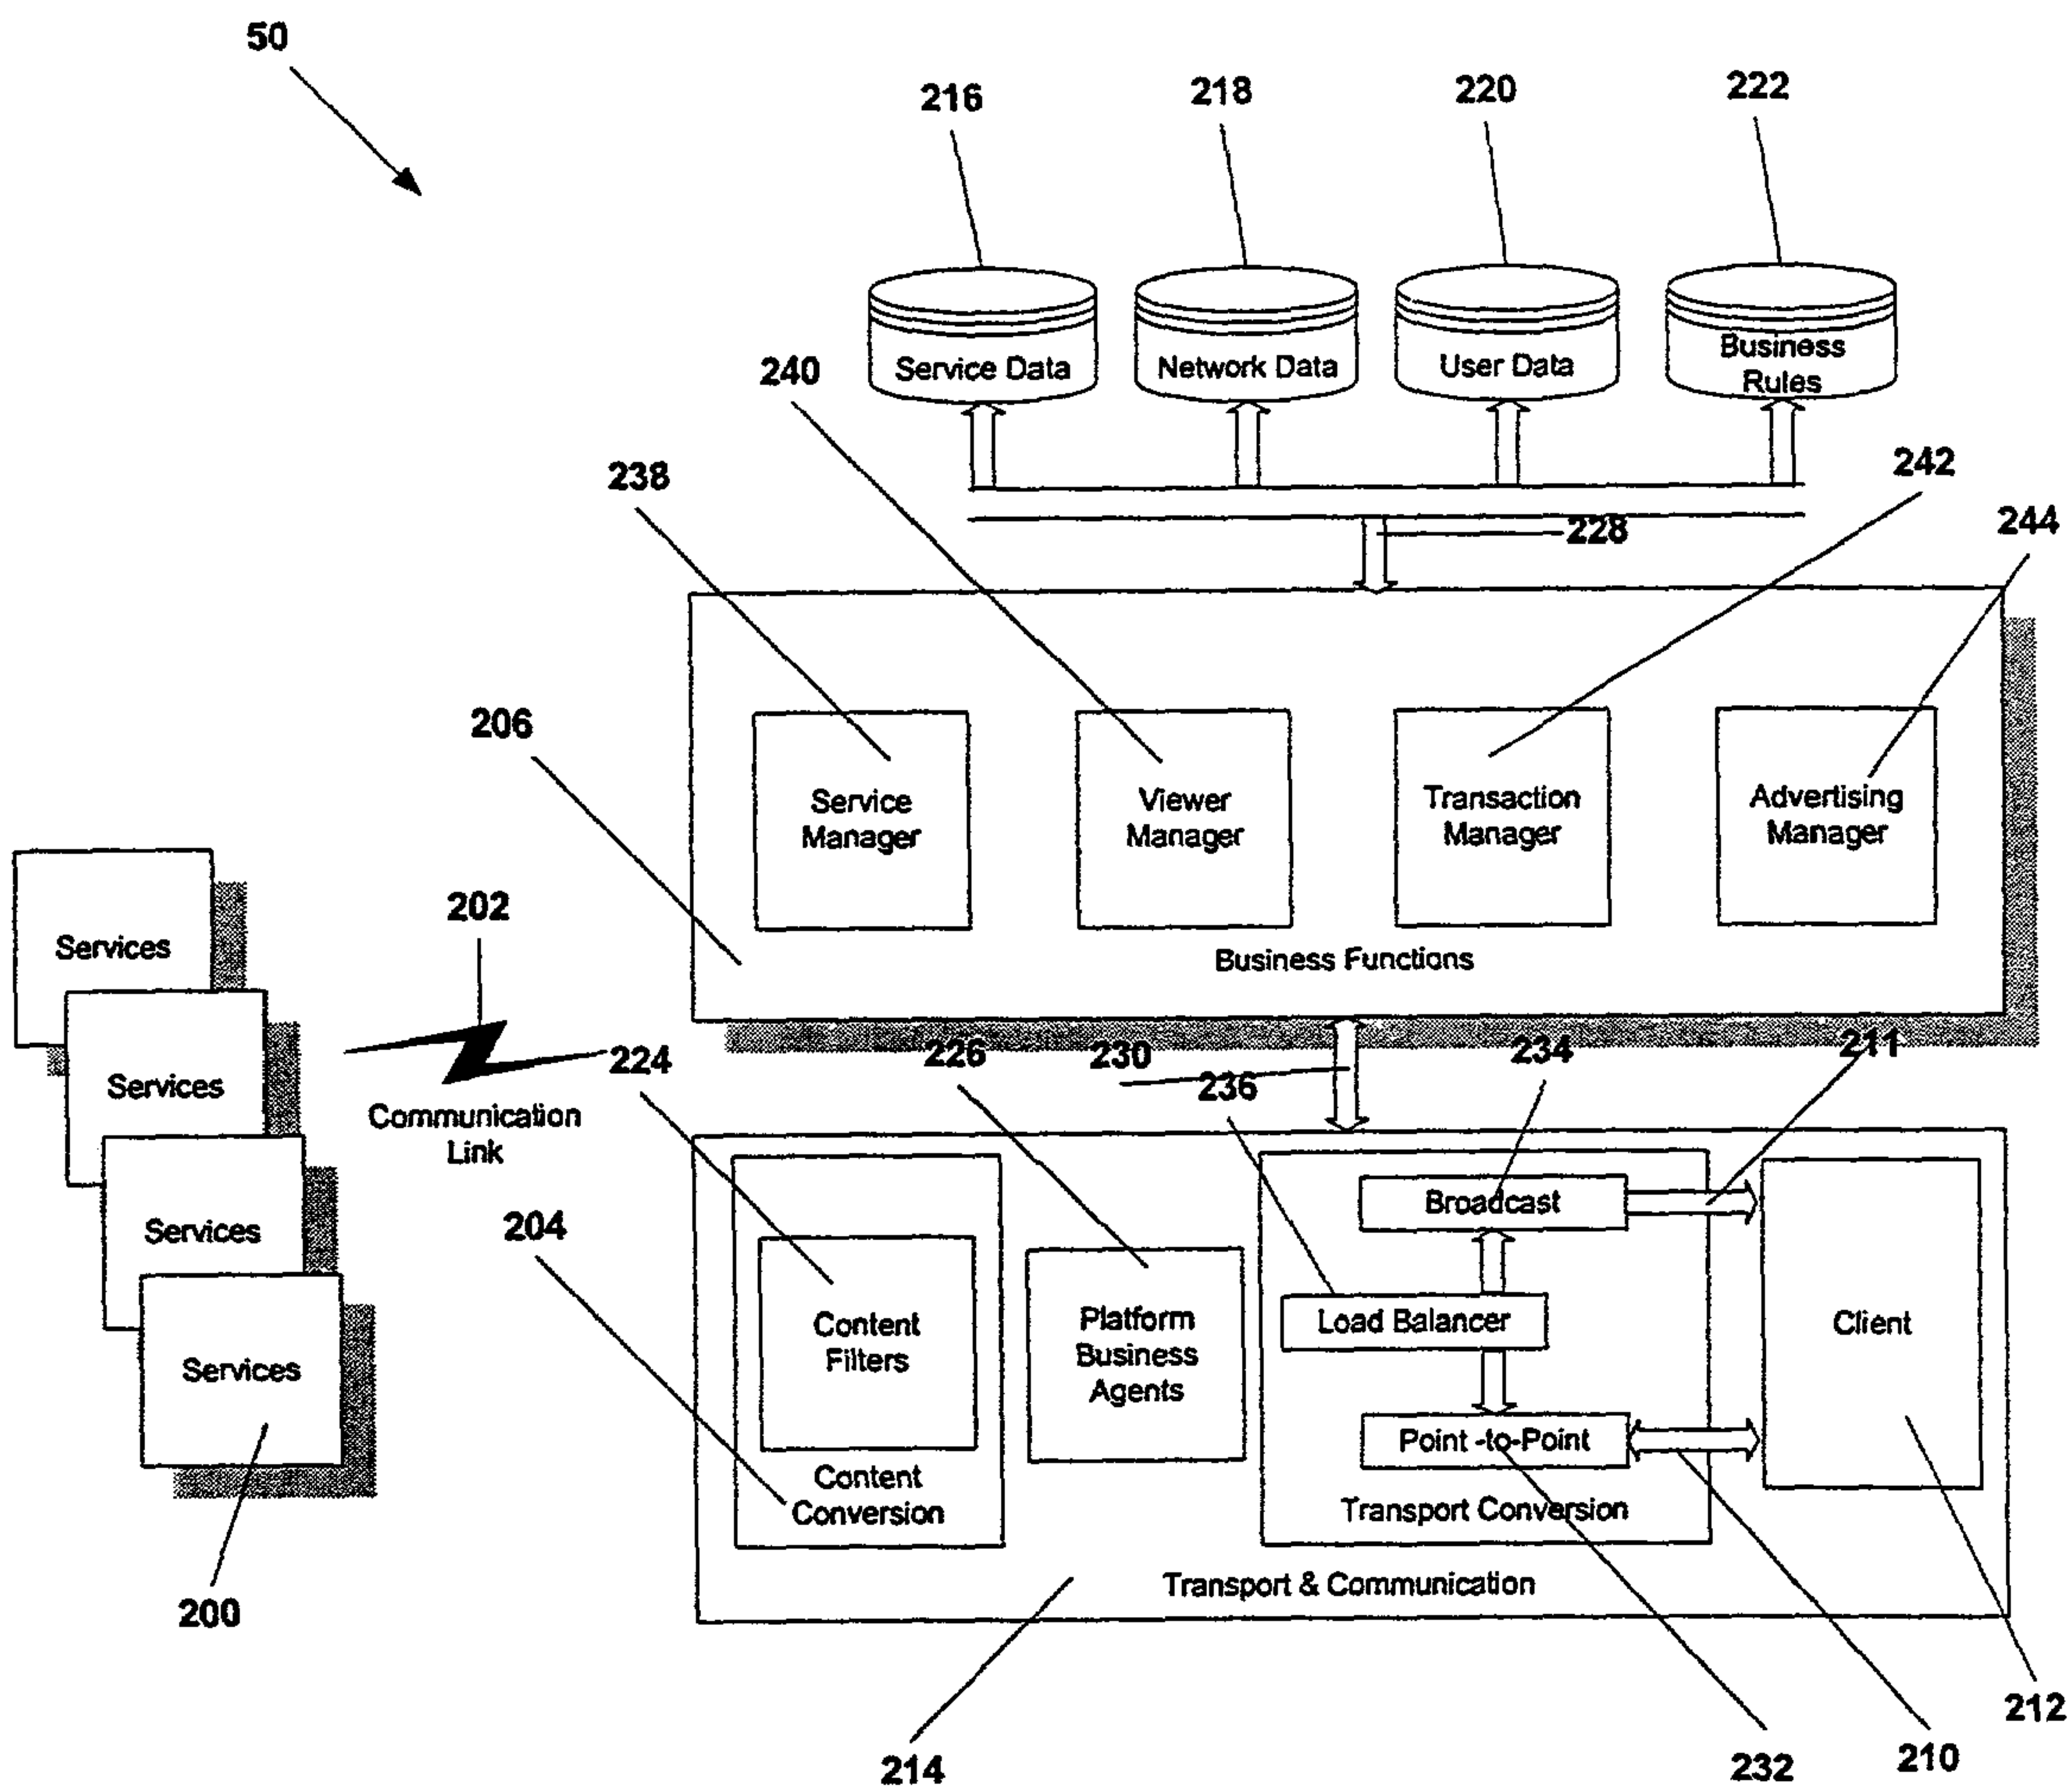 50
216
218
220
222
Service Data
Network Data
User Data
Business
Rules
240
238
242
228
244
206
Service
Manager
Viewer
Manager
Transaction
Manager
Advertising
Manager
Business Functions
Services
Services
Services
Services
200
202
Communication
Link
224
226
230
236
234
211
204
Content
Filters
Content
Conversion
Platform
Business
Agents
Broadcast
Load Balancer
Point -to-Point
Transport Conversion
Client
Transport & Communication
214
232
210
212